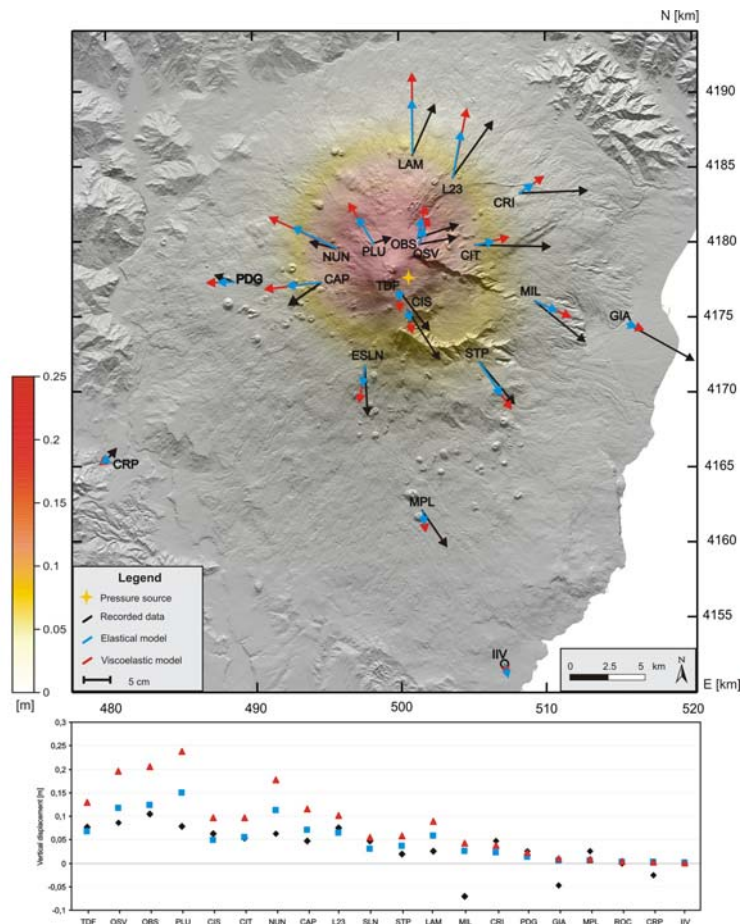 N [km]
4190
LAM
4185
L23
CRI
4180
NUN
PLU
OBS
OSV
CIT
PDG
CAP
TDF
CIS
MIL
GIA
4175
ESLN
STP
0.25
4170
0.2
CRP
4165
0.15
MPL
4160
0.1
Legend
Pressure source
Recorded data
4155
0.05
Elastical model
Viscoelastic model
IIV
0 2.5 5 km
N
5 cm
0
E [km]
[m]
480 490 500 510 520
0,3
0,25
0,2
0,15
0,1
0,05
0
-0,05
-0,1
Vertical displacement [m]
TDF OSV OBS PLU CIS CIT NUN CAP L23 SLN STP LAM MIL CRI PDG GIA MPL ROC CRP IIV